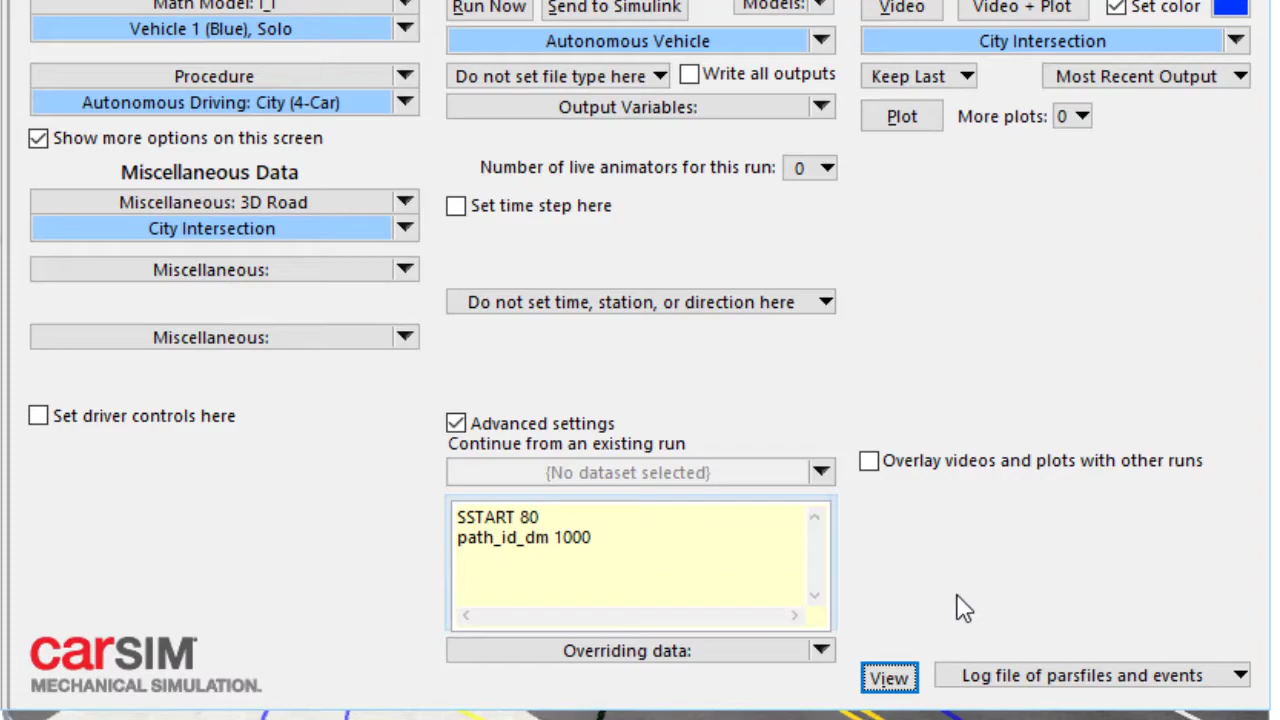 Math Model: I_I
Vehicle 1 (Blue), Solo
Procedure
Autonomous Driving: City (4-Car)
Show more options on this screen
Miscellaneous Data
Miscellaneous: 3D Road
City Intersection
Miscellaneous:
Miscellaneous:
Set driver controls here
carSIM
MECHANICAL SIMULATION.
Run Now Send to Simulink Models:
Autonomous Vehicle
Do not set file type here Write all outputs
Output Variables:
Number of live animators for this run: 0
Set time step here
Do not set time, station, or direction here
Advanced settings
Continue from an existing run
{No dataset selected}
SSTART 80
path_id_dm 1000
Overriding data:
Video Video + Plot Set color
City Intersection
Keep Last Most Recent Output
Plot More plots: 0
Overlay videos and plots with other runs
View Log file of parsfiles and events